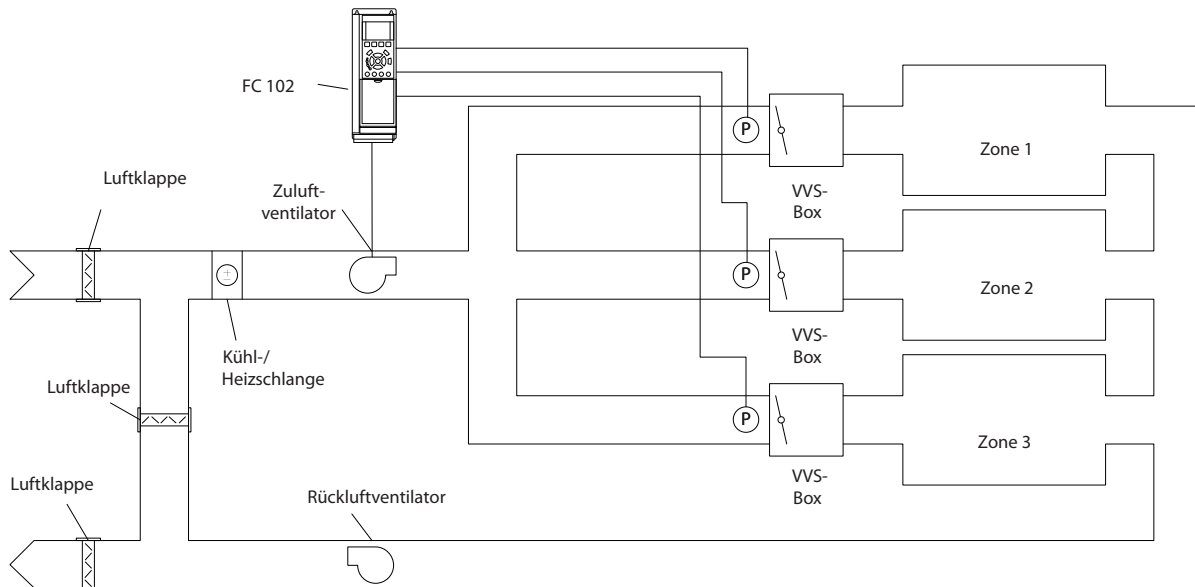 FC 102
P
Zone 1
Luftklappe
Zuluft-
ventilator
VVS-
Box
P
Zone 2
VVS-
Box
Kühl-/
Heizschlange
Luftklappe
P
Zone 3
VVS-
Box
Luftklappe
Rückluftventilator